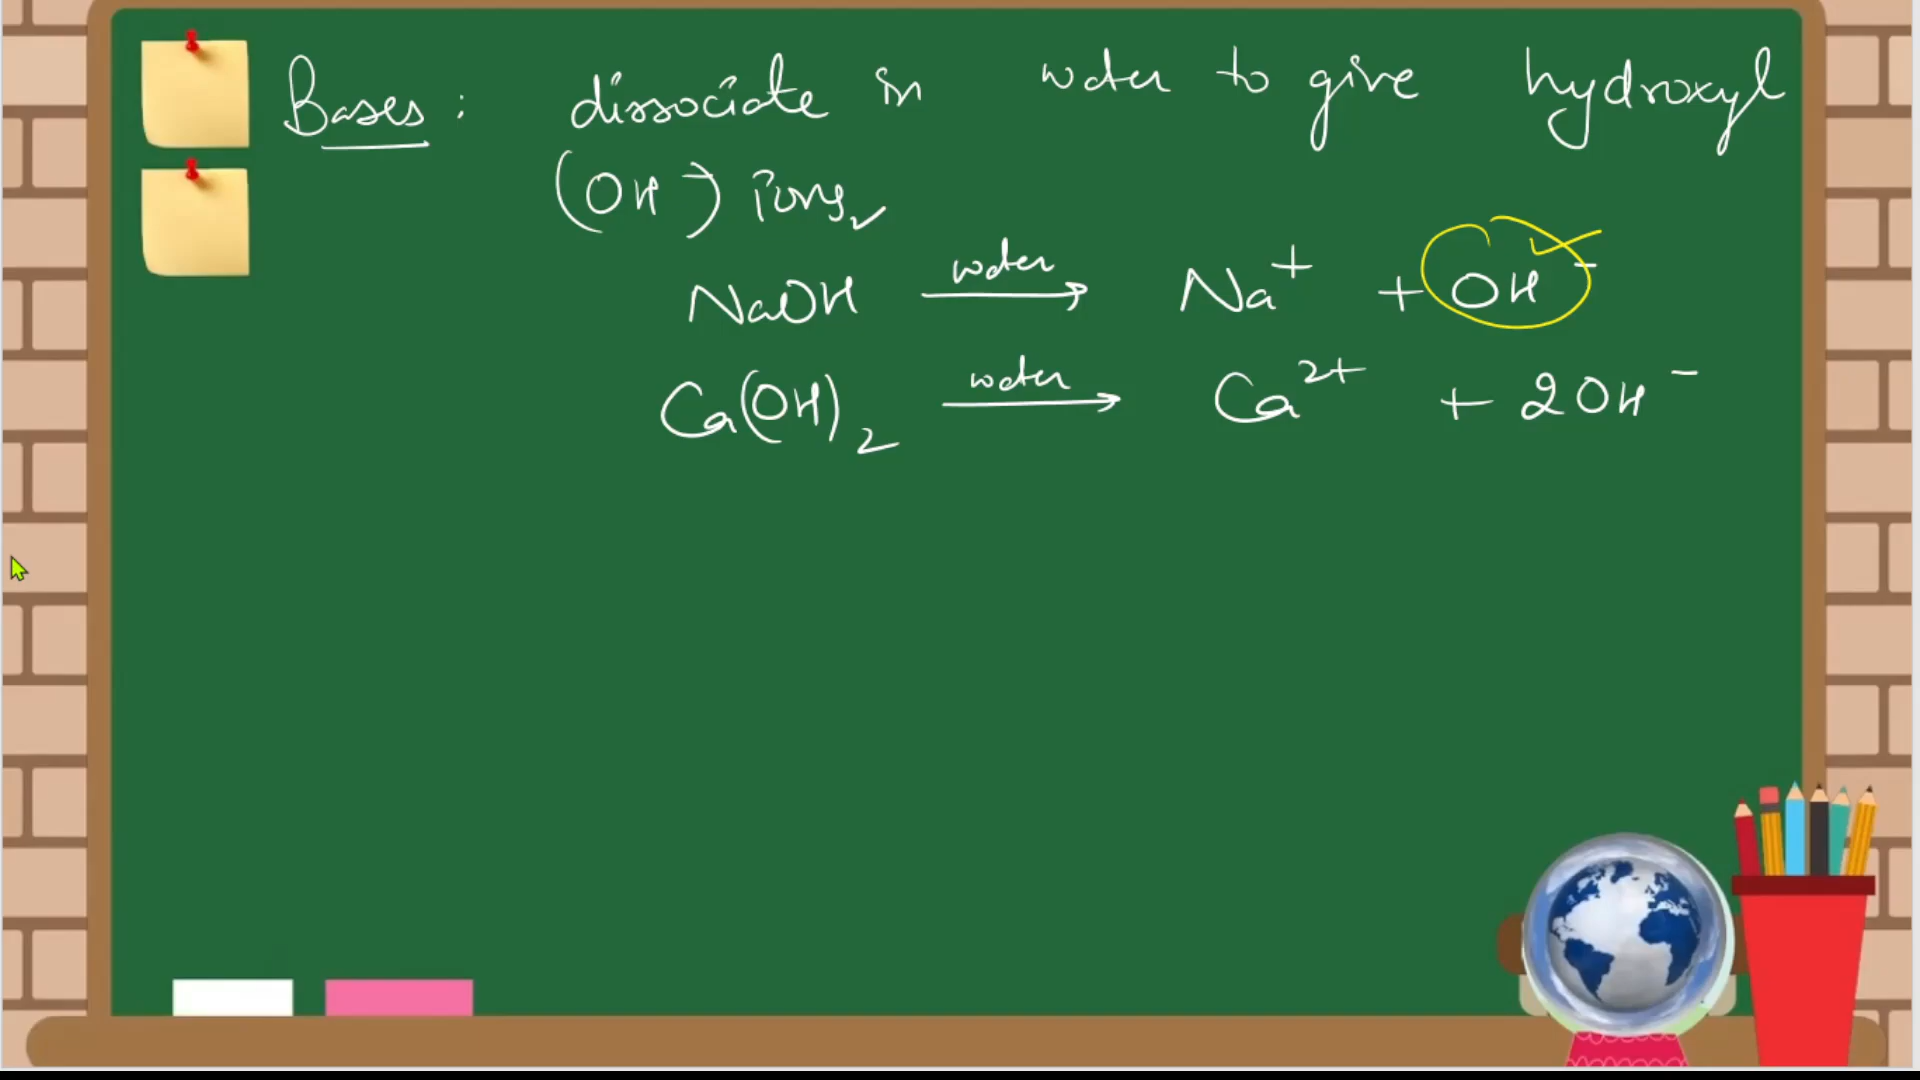 Bases : dissociate in water to give hydroxyl
(OH⁻) ions
NaOH water → Na⁺ + OH⁻
Ca(OH)₂ water → Ca²⁺ + 2OH⁻